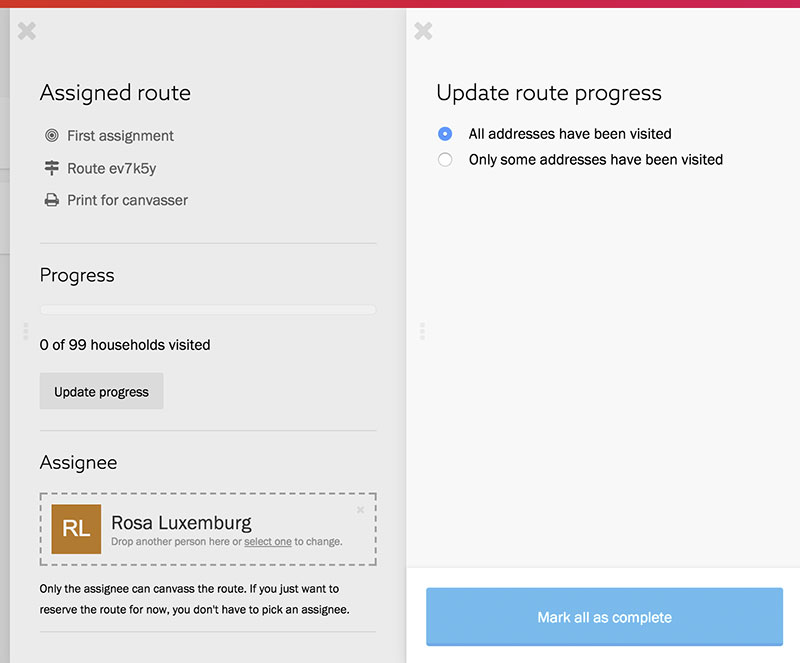 Assigned route
First assignment
Route ev7k5y
Print for canvasser
Progress
0 of 99 households visited
Update progress
Assignee
RL
Rosa Luxemburg
Drop another person here or select one to change.
Only the assignee can canvass the route. If you just want to
reserve the route for now, you don't have to pick an assignee.
Update route progress
All addresses have been visited
Only some addresses have been visited
Mark all as complete